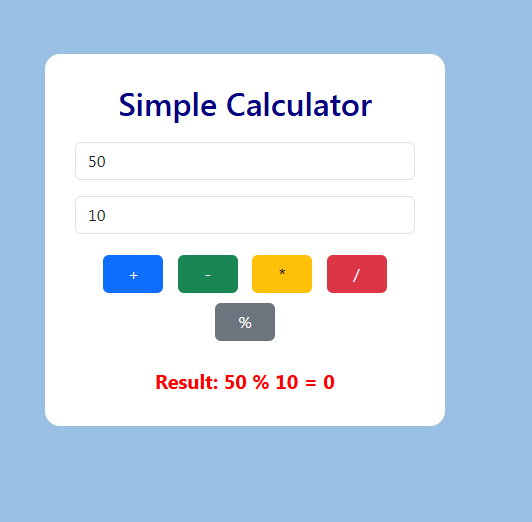 Simple Calculator
50
10
+ - * /
%
Result: 50 % 10 = 0